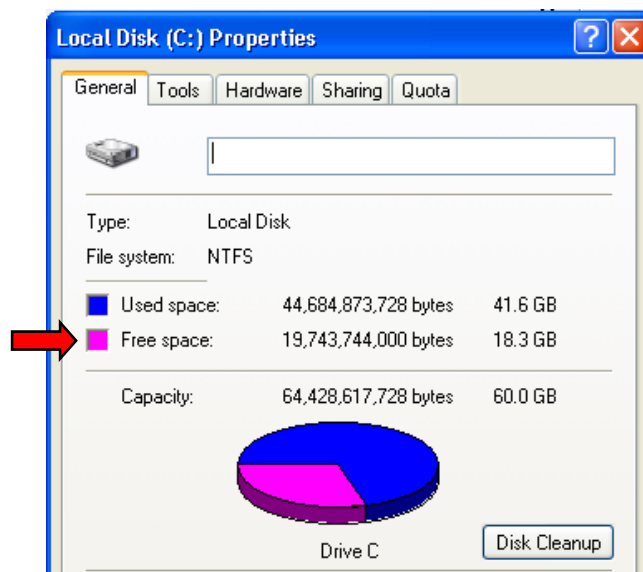 Local Disk (C:) Properties
General Tools Hardware Sharing Quota
Type: Local Disk
File system: NTFS
Used space: 44,684,873,728 bytes 41.6 GB
Free space: 19,743,744,000 bytes 18.3 GB
Capacity: 64,428,617,728 bytes 60.0 GB
Drive C
Disk Cleanup